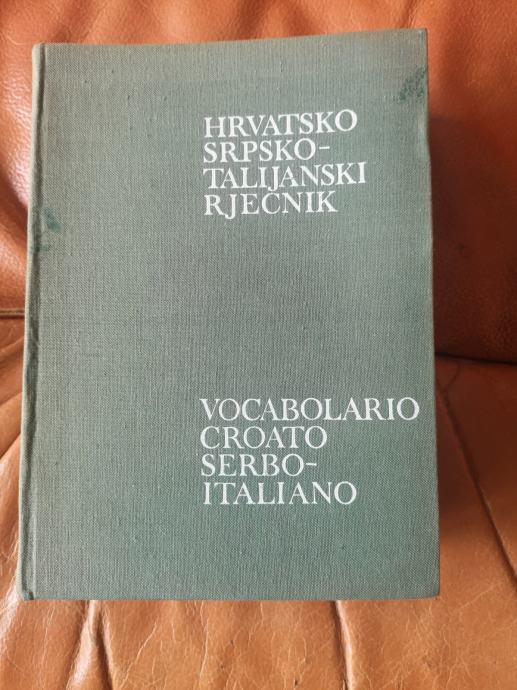 HRVATSKO
SRPSKO-
TALIJANSKI
RJEČNIK
VOCABOLARIO
CROATO
SERBO-
ITALIANO